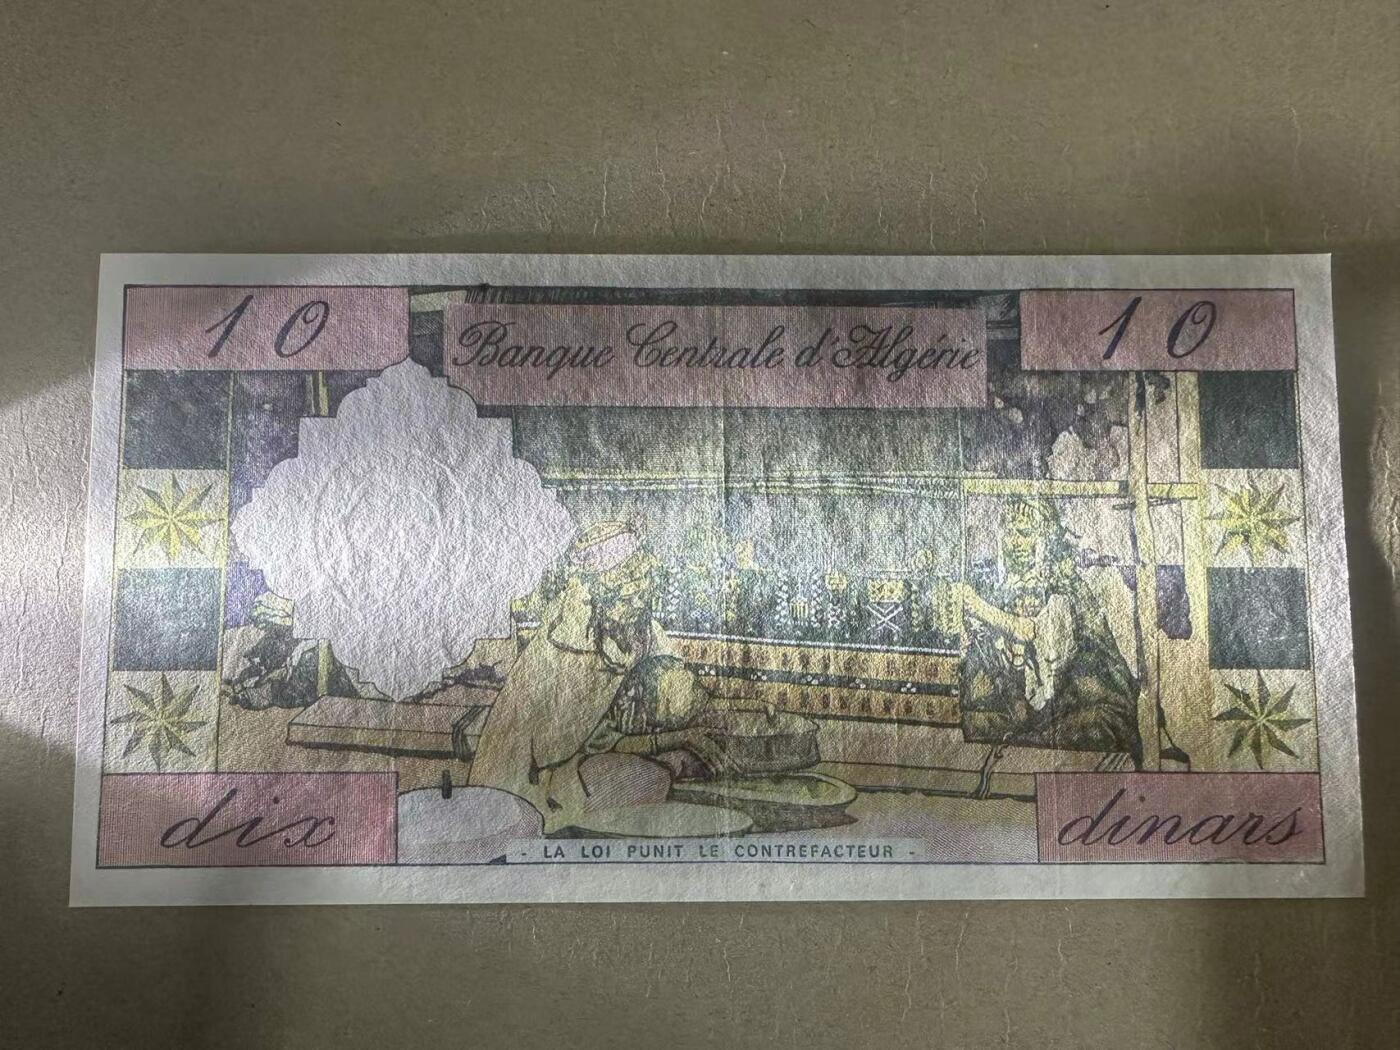 10
Banque Centrale d'Algérie
10
dix
dinars
- LA LOI PUNIT LE CONTREFACTEUR -